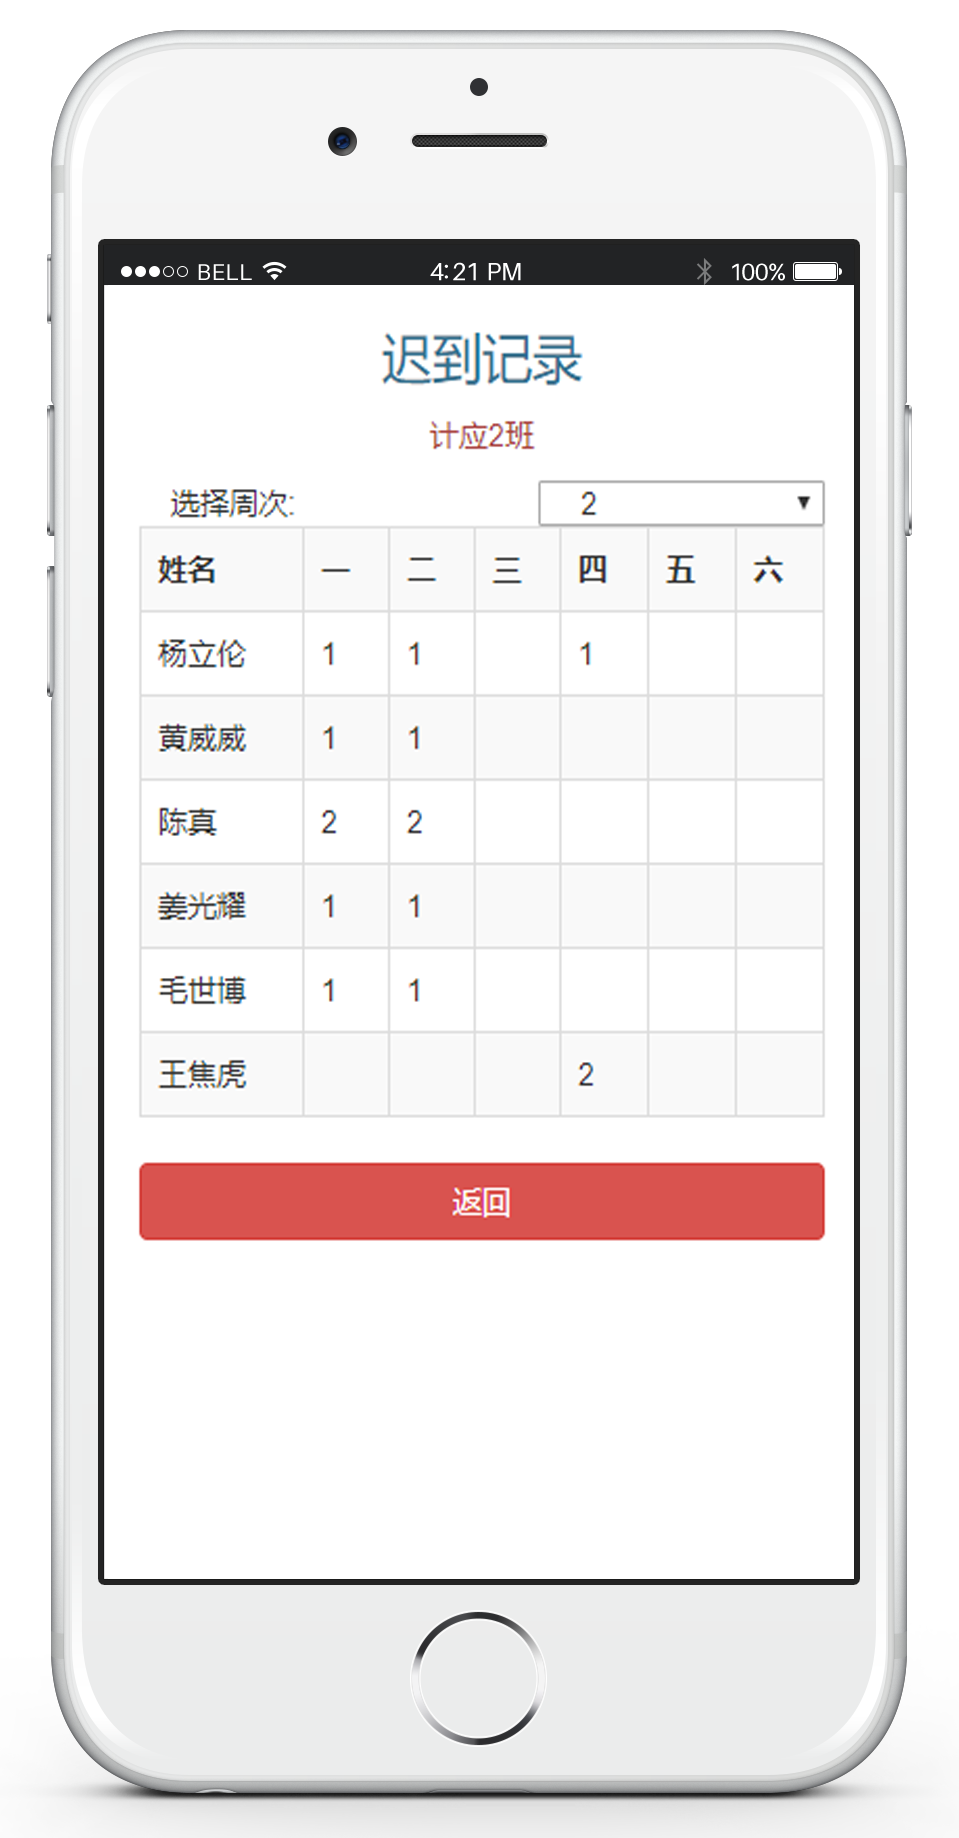 BELL 4:21 PM 100%
迟到记录
计应2班
选择周次: 2
姓名 一 二 三 四 五 六
杨立伦 1 1 1
黄威威 1 1
陈真 2 2
姜光耀 1 1
毛世博 1 1
王焦虎 2
返回